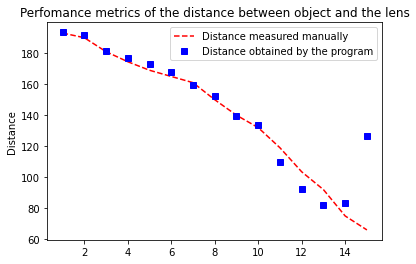 Perfomance metrics of the distance between object and the lens
Distance measured manually
Distance obtained by the program
Distance
180
160
140
120
100
80
60
2 4 6 8 10 12 14